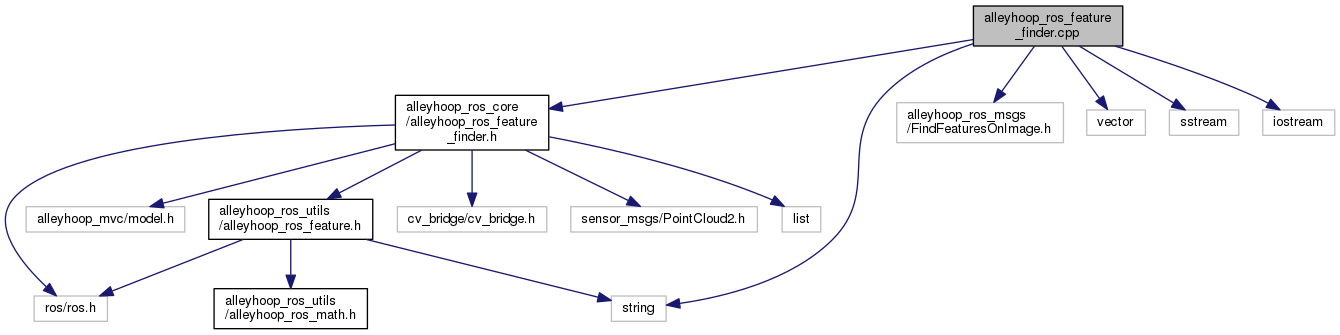 alleyhoop_ros_feature
_finder.cpp
alleyhoop_ros_core
/alleyhoop_ros_feature
_finder.h
alleyhoop_ros_msgs
/FindFeaturesOnImage.h
vector
sstream
iostream
alleyhoop_mvc/model.h
alleyhoop_ros_utils
/alleyhoop_ros_feature.h
cv_bridge/cv_bridge.h
sensor_msgs/PointCloud2.h
list
ros/ros.h
alleyhoop_ros_utils
/alleyhoop_ros_math.h
string